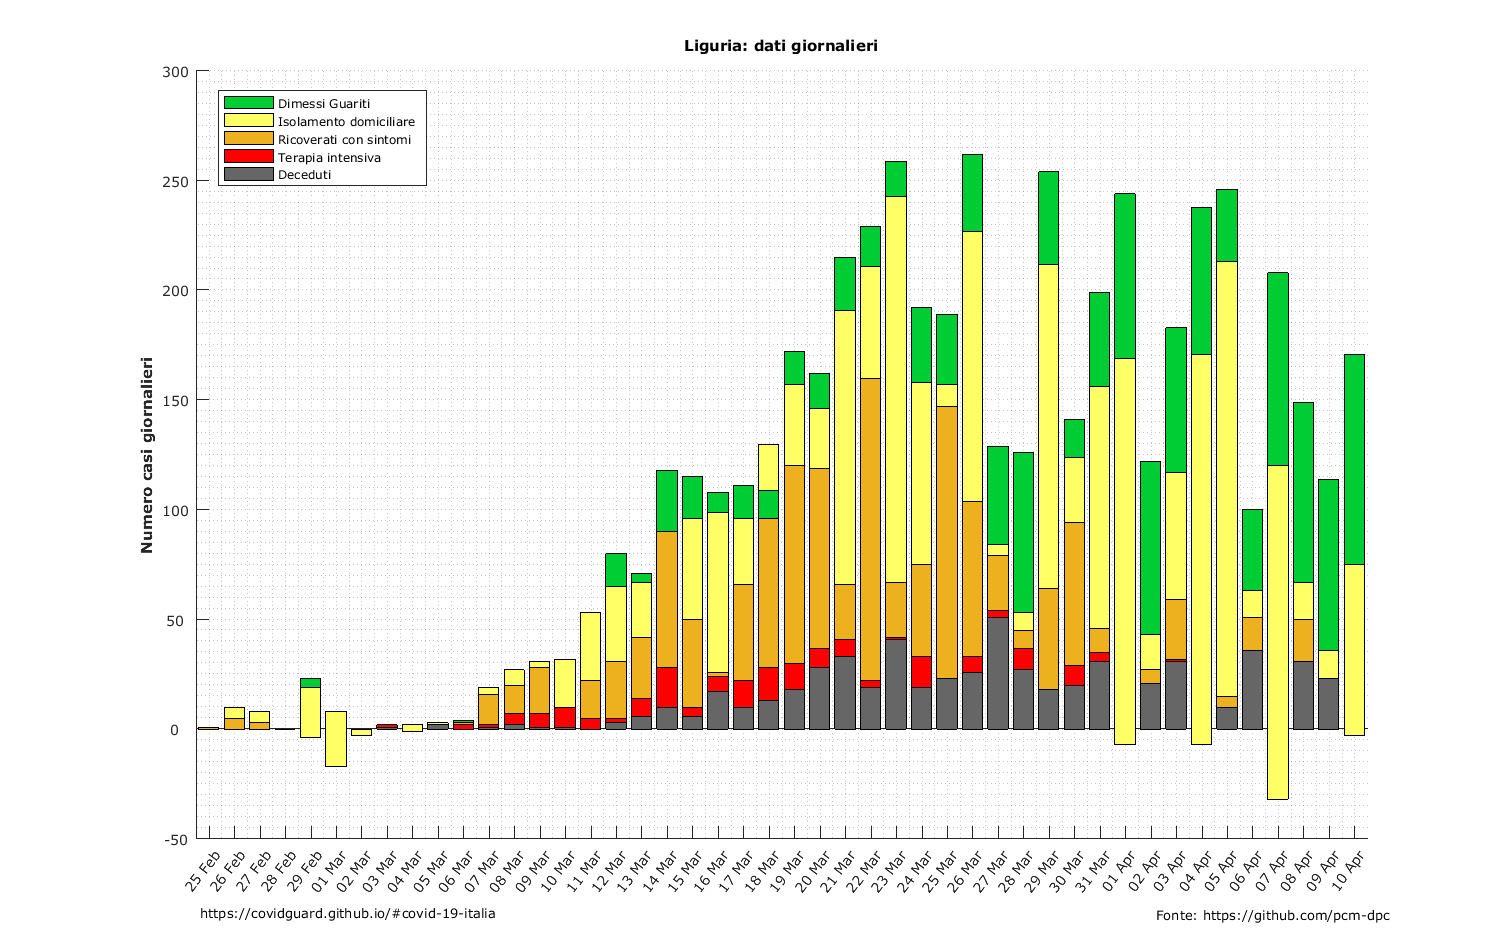 Liguria: dati giornalieri
300
250
200
150
100
50
0
-50
Numero casi giornalieri
Dimessi Guariti
Isolamento domiciliare
Ricoverati con sintomi
Terapia intensiva
Deceduti
25 Feb
26 Feb
27 Feb
28 Feb
29 Feb
01 Mar
02 Mar
03 Mar
04 Mar
05 Mar
06 Mar
07 Mar
08 Mar
09 Mar
10 Mar
11 Mar
12 Mar
13 Mar
14 Mar
15 Mar
16 Mar
17 Mar
18 Mar
19 Mar
20 Mar
21 Mar
22 Mar
23 Mar
24 Mar
25 Mar
26 Mar
27 Mar
28 Mar
29 Mar
30 Mar
31 Mar
01 Apr
02 Apr
03 Apr
04 Apr
05 Apr
06 Apr
07 Apr
08 Apr
09 Apr
10 Apr
https://covidguard.github.io/#covid-19-italia
Fonte: https://github.com/pcm-dpc